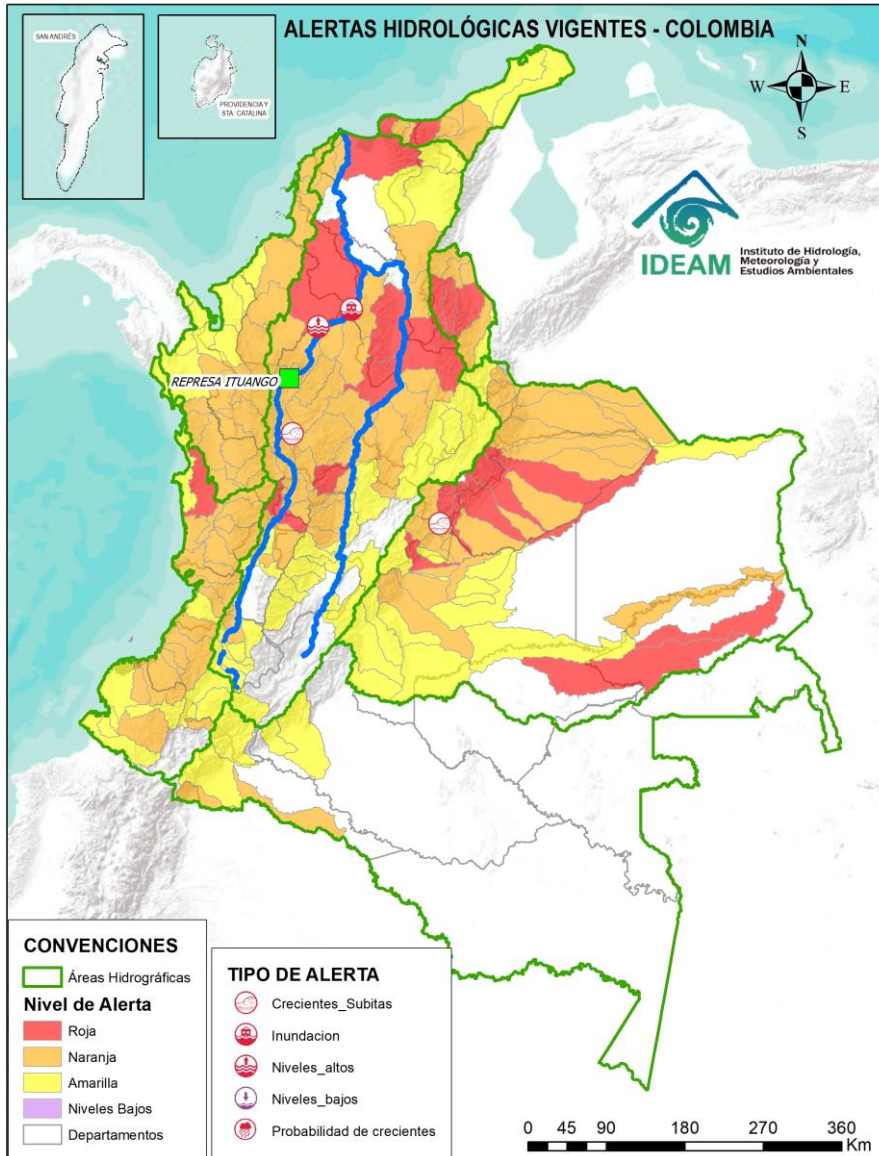 SAN ANDRÉS
PROVIDENCIA Y
STA. CATALINA
ALERTAS HIDROLÓGICAS VIGENTES - COLOMBIA
N
W
E
S
IDEAM
Instituto de Hidrología,
Meteorología y
Estudios Ambientales
REPRESA ITUANGO
CONVENCIONES
Áreas Hidrográficas
Nivel de Alerta
Roja
Naranja
Amarilla
Niveles Bajos
Departamentos
TIPO DE ALERTA
Crecientes_Subitas
Inundacion
Niveles_altos
Niveles_bajos
Probabilidad de crecientes
0 45 90 180 270 360
Km